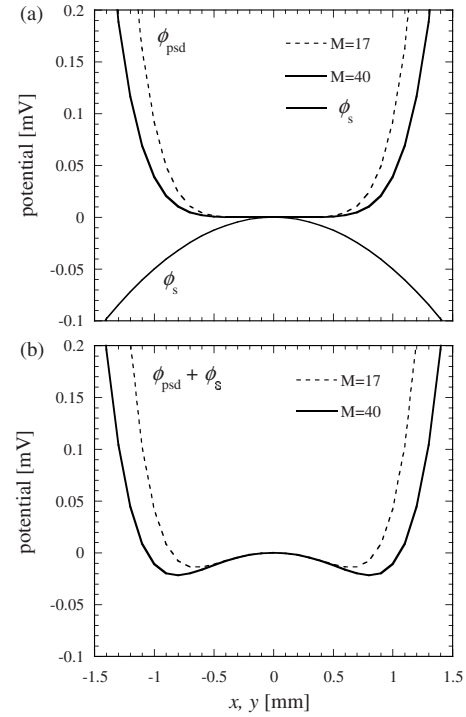 (a)
0.2
0.15
0.1
0.05
0
-0.05
-0.1
potential [mV]
ϕpsd
M=17
M=40
ϕs
ϕs
(b)
0.2
0.15
0.1
0.05
0
-0.05
-0.1
potential [mV]
ϕpsd + ϕs
M=17
M=40
-1.5 -1 -0.5 0 0.5 1 1.5
x, y [mm]